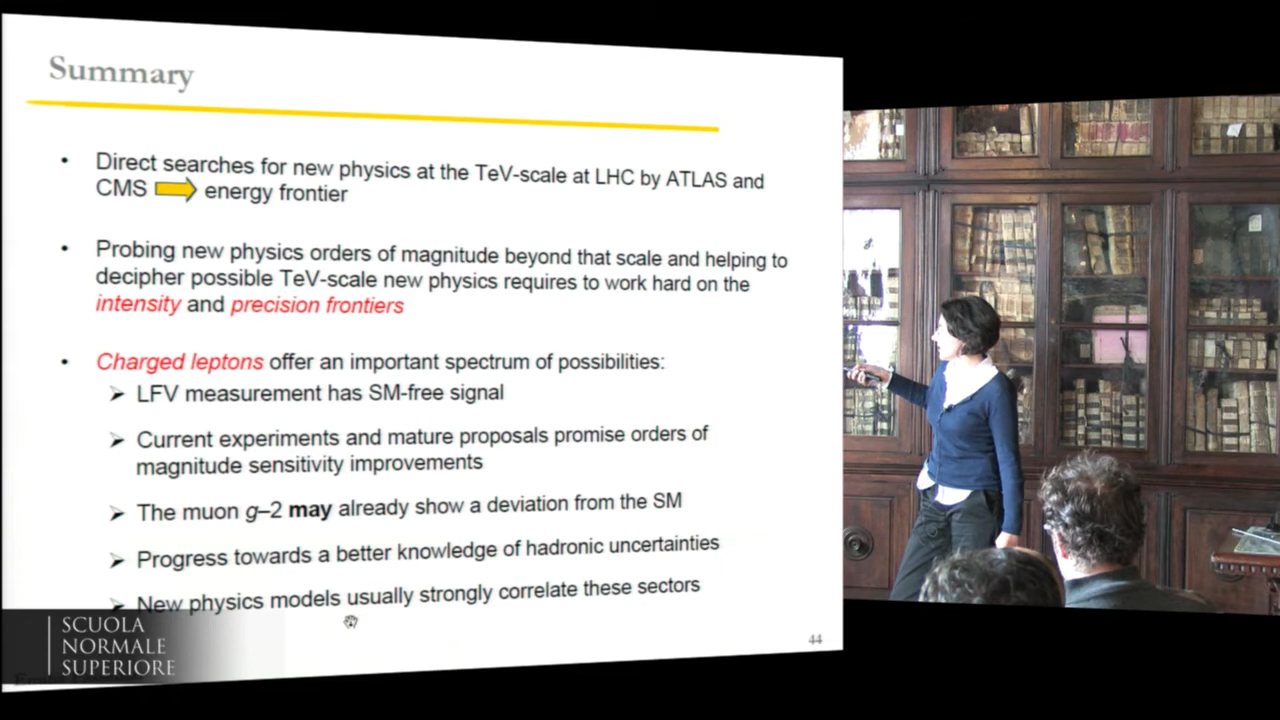 Summary
• Direct searches for new physics at the TeV-scale at LHC by ATLAS and
CMS energy frontier
• Probing new physics orders of magnitude beyond that scale and helping to
decipher possible TeV-scale new physics requires to work hard on the
intensity and precision frontiers
• Charged leptons offer an important spectrum of possibilities:
➢ LFV measurement has SM-free signal
➢ Current experiments and mature proposals promise orders of
magnitude sensitivity improvements
➢ The muon g–2 may already show a deviation from the SM
➢ Progress towards a better knowledge of hadronic uncertainties
➢ New physics models usually strongly correlate these sectors
44
SCUOLA
NORMALE
SUPERIORE